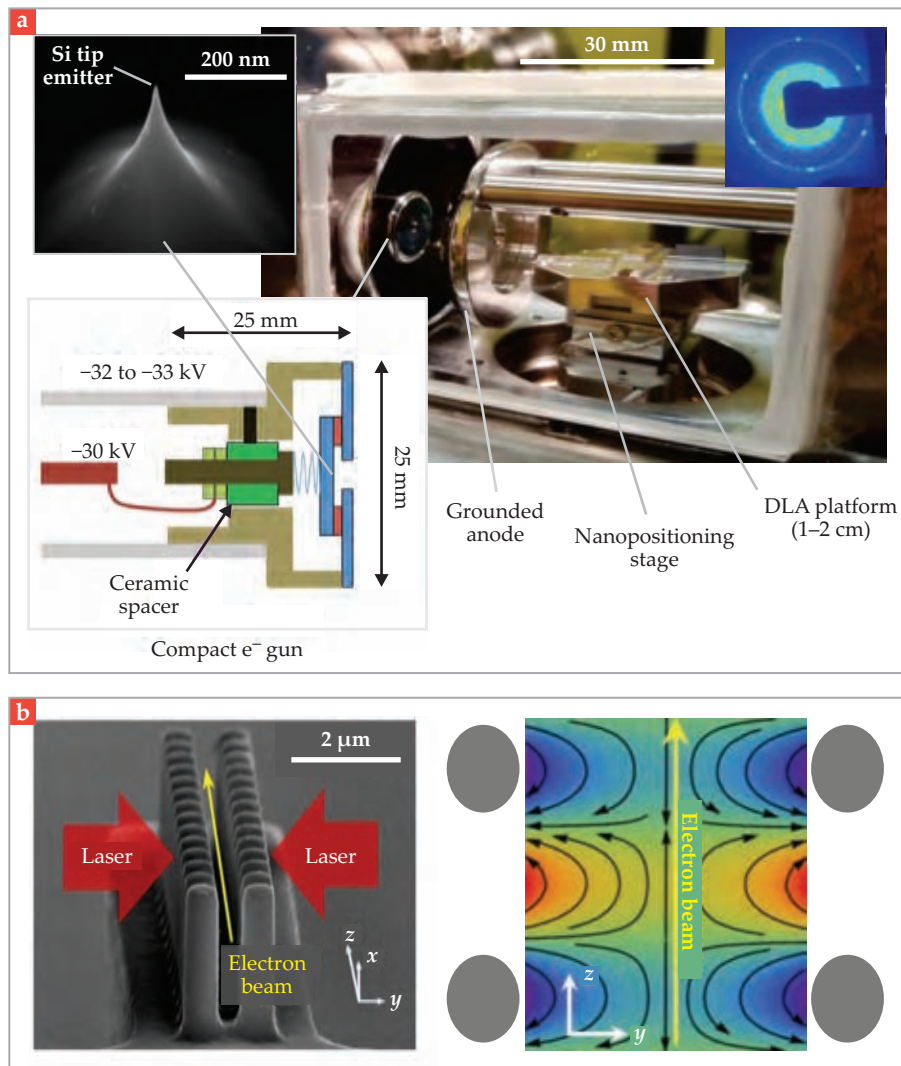 a
Si tip
emitter
200 nm
30 mm
25 mm
−32 to −33 kV
−30 kV
25 mm
Ceramic
spacer
Compact e⁻ gun
Grounded
anode
Nanopositioning
stage
DLA platform
(1–2 cm)
b
2 µm
Laser
Laser
Electron
beam
z
x
y
Electron beam
z
y